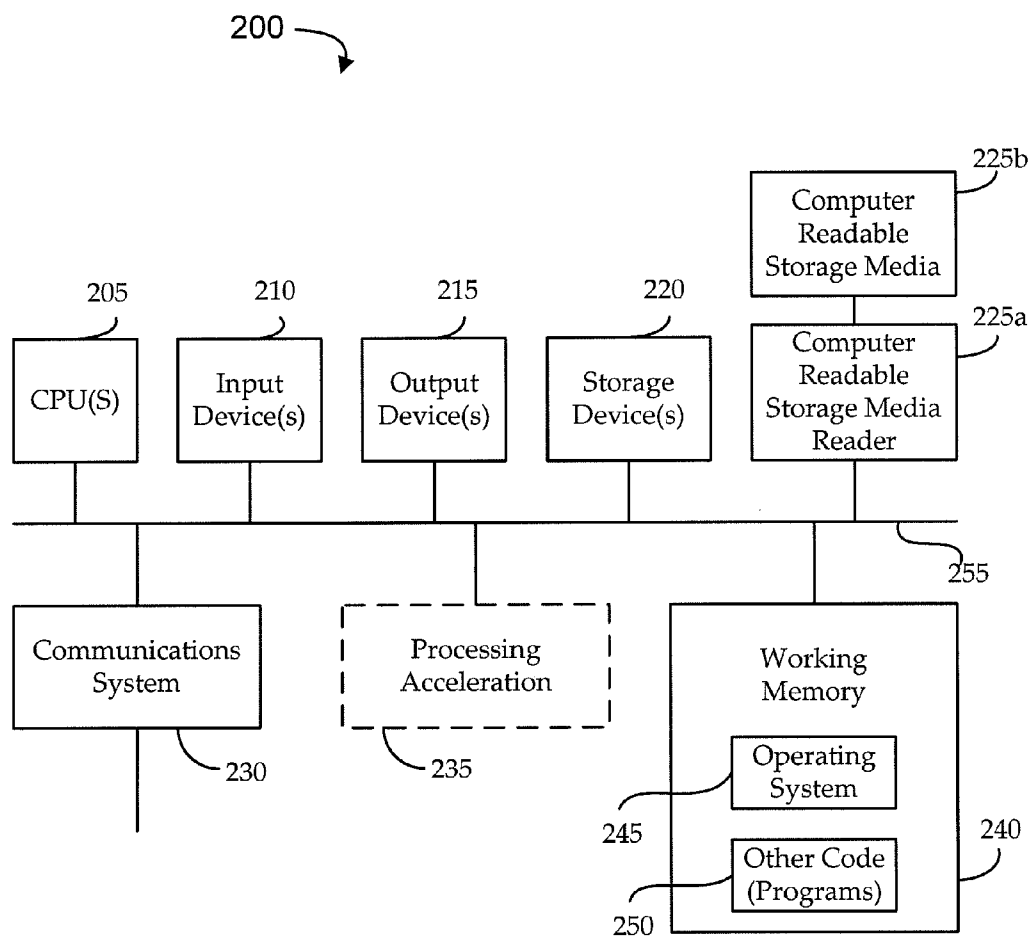 200
225b
Computer
Readable
Storage Media
205
210
215
220
225a
CPU(S)
Input
Device(s)
Output
Device(s)
Storage
Device(s)
Computer
Readable
Storage Media
Reader
255
Communications
System
Processing
Acceleration
Working
Memory
230
235
Operating
System
245
240
Other Code
(Programs)
250